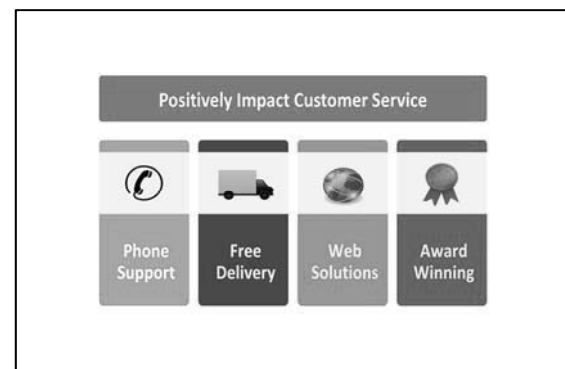 Positively Impact Customer Service
Phone
Support
Free
Delivery
Web
Solutions
Award
Winning